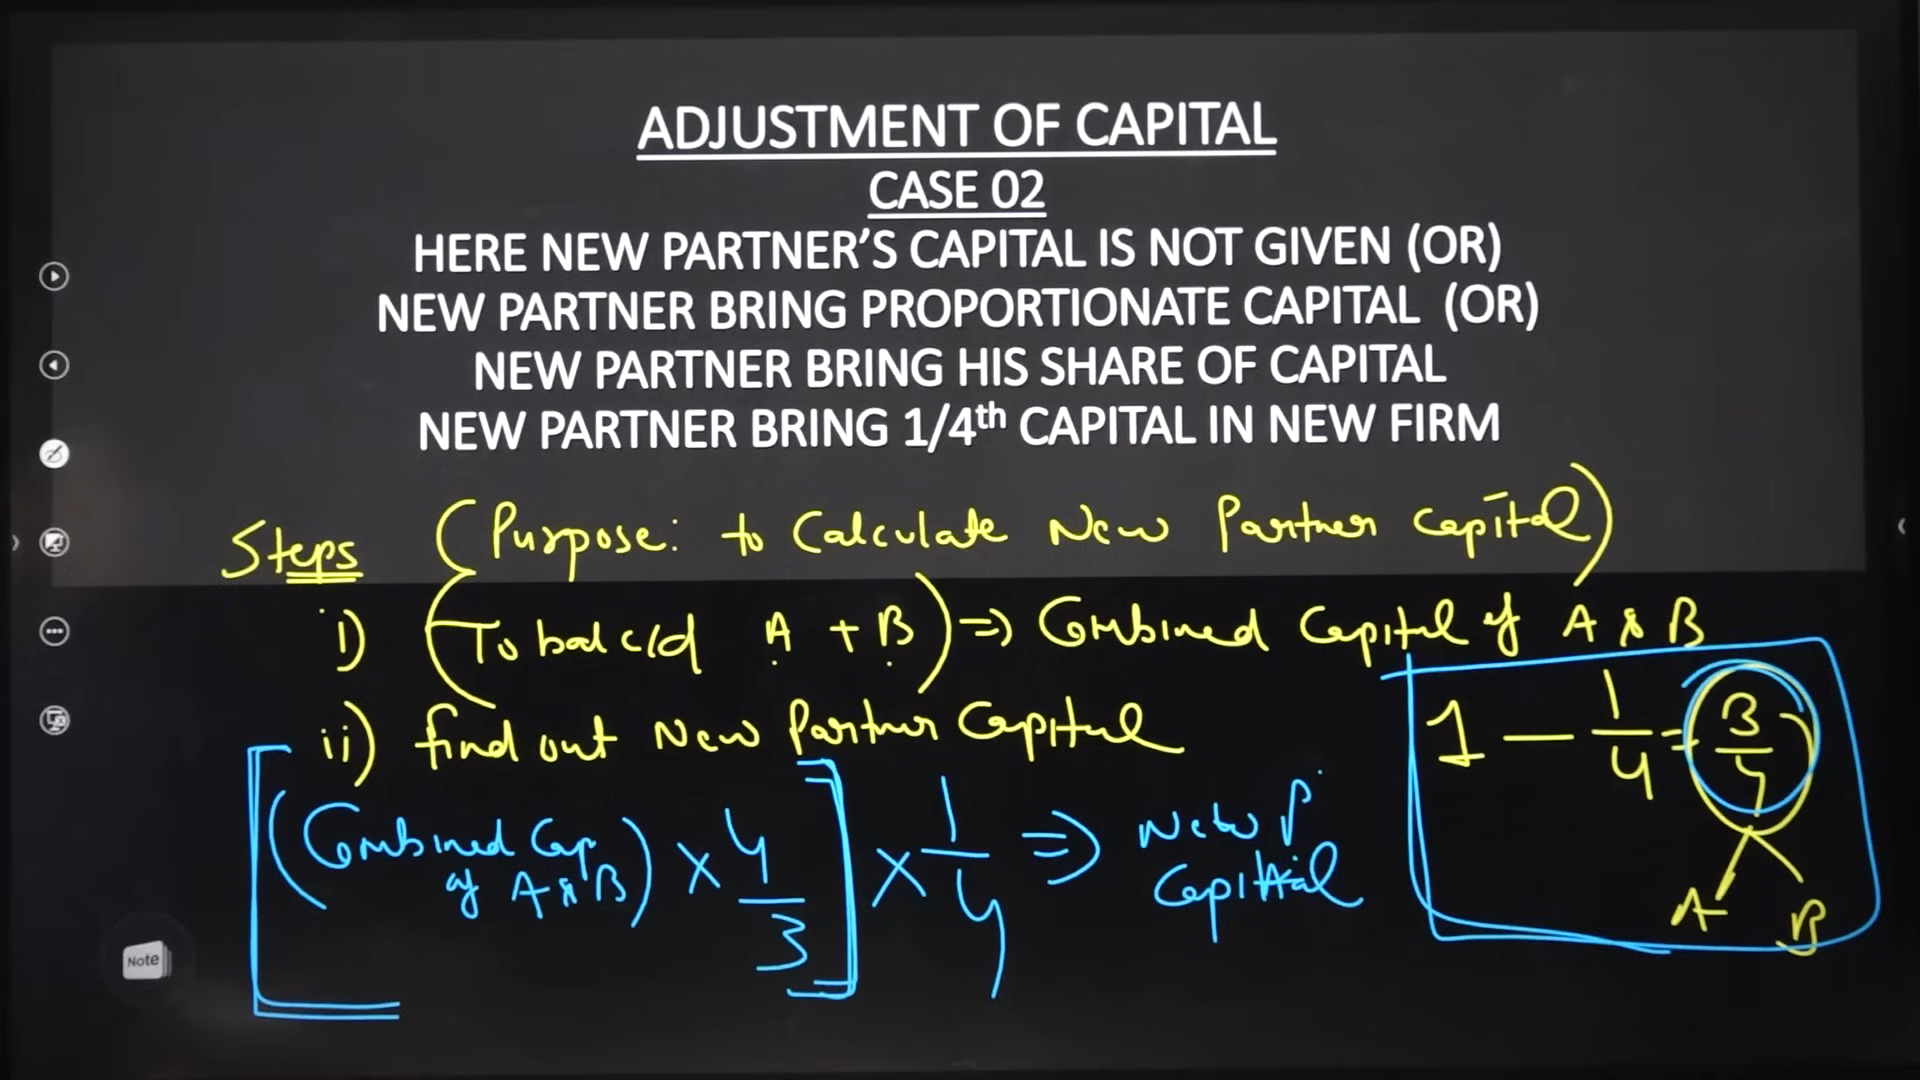 ADJUSTMENT OF CAPITAL
CASE 02
HERE NEW PARTNER’S CAPITAL IS NOT GIVEN (OR)
NEW PARTNER BRING PROPORTIONATE CAPITAL (OR)
NEW PARTNER BRING HIS SHARE OF CAPITAL
NEW PARTNER BRING 1/4th CAPITAL IN NEW FIRM
Steps (Purpose: to Calculate New Partner Capital)
i) (To bal c/d A + B) => Combined Capital of A & B
ii) find out New Partner Capital
1 — 1/4 = 3/4
A B
[(Combined Cap of A & B) x 4/3] x 1/4 => New P Capital
Note